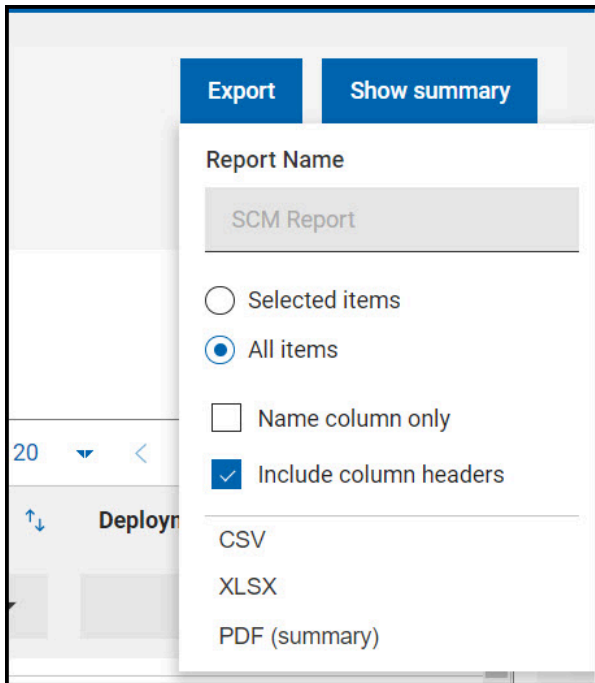 Export Show summary
Report Name
SCM Report
Selected items
All items
Name column only
20
Include column headers
Deployn
CSV
XLSX
PDF (summary)